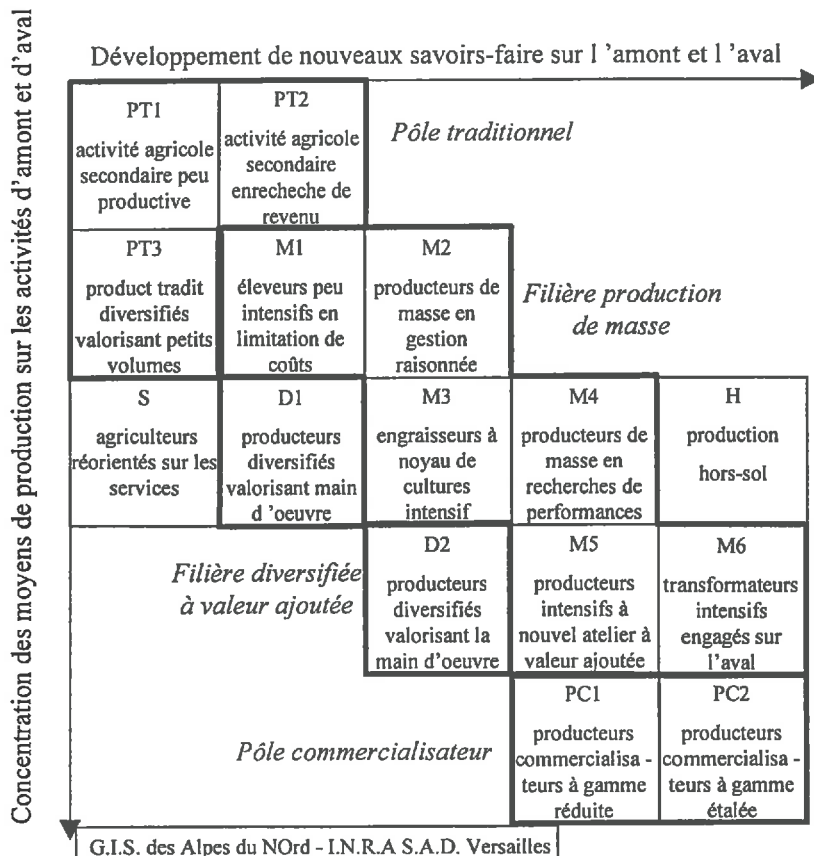 Développement de nouveaux savoirs-faire sur l 'amont et l 'aval
Concentration des moyens de production sur les activités d'amont et d'aval
PT1
activité agricole
secondaire peu
productive
PT2
activité agricole
secondaire
enrecheche de
revenu
Pôle traditionnel
PT3
product tradit
diversifiés
valorisant petits
volumes
M1
éleveurs peu
intensifs en
limitation de
coûts
M2
producteurs de
masse en
gestion
raisonnée
Filière production
de masse
S
agriculteurs
réorientés sur les
services
D1
producteurs
diversifiés
valorisant main
d 'oeuvre
M3
engraisseurs à
noyau de
cultures
intensif
M4
producteurs de
masse en
recherches de
performances
H
production
hors-sol
Filière diversifiée
à valeur ajoutée
D2
producteurs
diversifiés
valorisant la
main d'oeuvre
M5
producteurs
intensifs à
nouvel atelier à
valeur ajoutée
M6
transformateurs
intensifs
engagés sur
l'aval
Pôle commercialisateur
PC1
producteurs
commercialisa -
teurs à gamme
réduite
PC2
producteurs
commercialisa -
teurs à gamme
étalée
G.I.S. des Alpes du NOrd - I.N.R.A S.A.D. Versailles